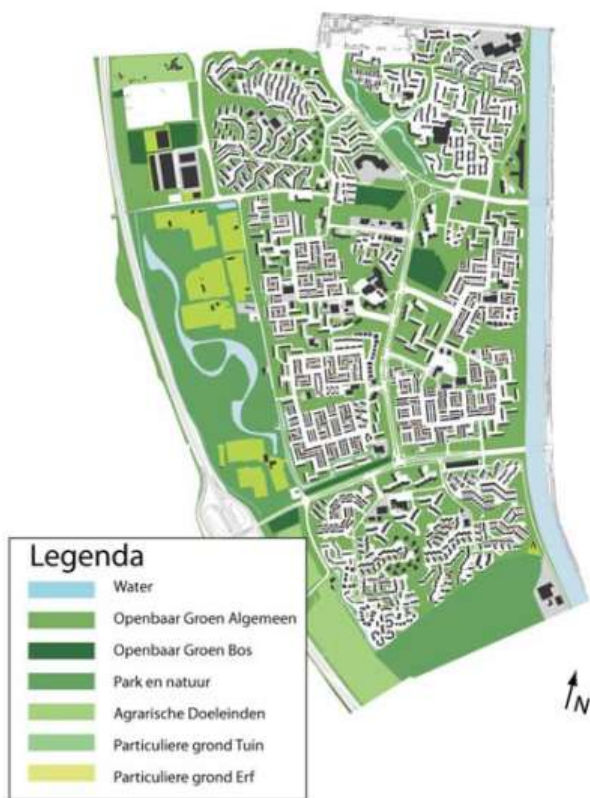 Legenda
Water
Openbaar Groen Algemeen
Openbaar Groen Bos
Park en natuur
Agrarische Doeleinden
Particuliere grond Tuin
Particuliere grond Erf
N